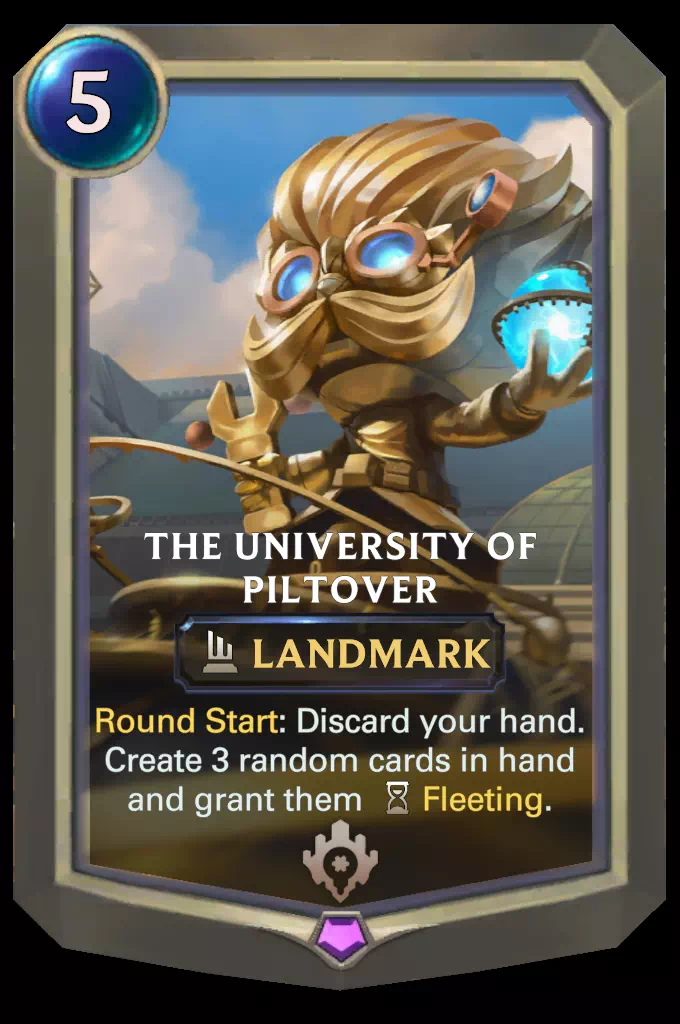 5
THE UNIVERSITY OF
PILTOVER
LANDMARK
Round Start: Discard your hand.
Create 3 random cards in hand
and grant them Fleeting.